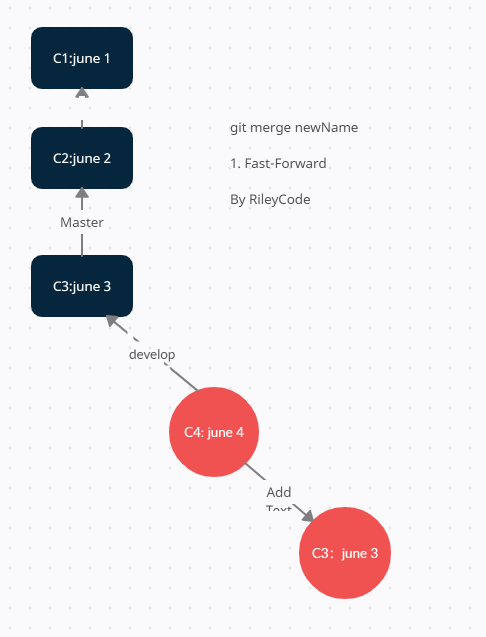 C1:june 1
git merge newName
C2:june 2
1. Fast-Forward
By RileyCode
Master
C3:june 3
develop
C4: june 4
Add
Text
C3：june 3